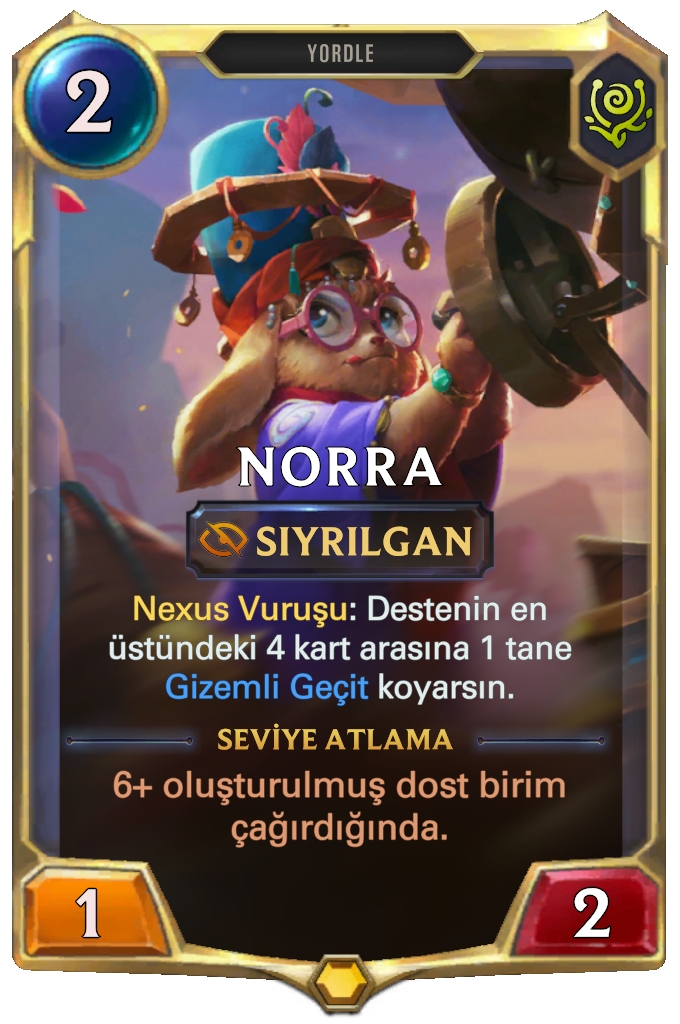 YORDLE
2
NORRA
SIYRILGAN
Nexus Vuruşu: Destenin en
üstündeki 4 kart arasına 1 tane
Gizemli Geçit koyarsın.
SEVİYE ATLAMA
6+ oluşturulmuş dost birim
çağırdığında.
1
2